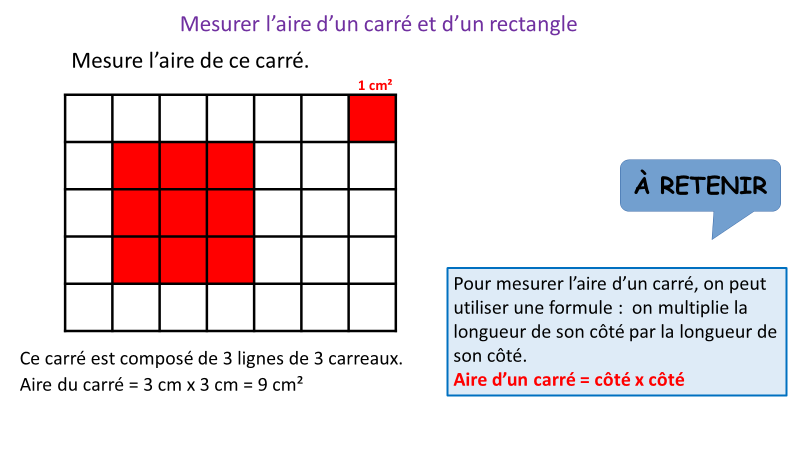 Mesurer l’aire d’un carré et d’un rectangle
Mesure l’aire de ce carré.
1 cm²
À RETENIR
Pour mesurer l’aire d’un carré, on peut
utiliser une formule : on multiplie la
longueur de son côté par la longueur de
son côté.
Aire d’un carré = côté x côté
Ce carré est composé de 3 lignes de 3 carreaux.
Aire du carré = 3 cm x 3 cm = 9 cm²